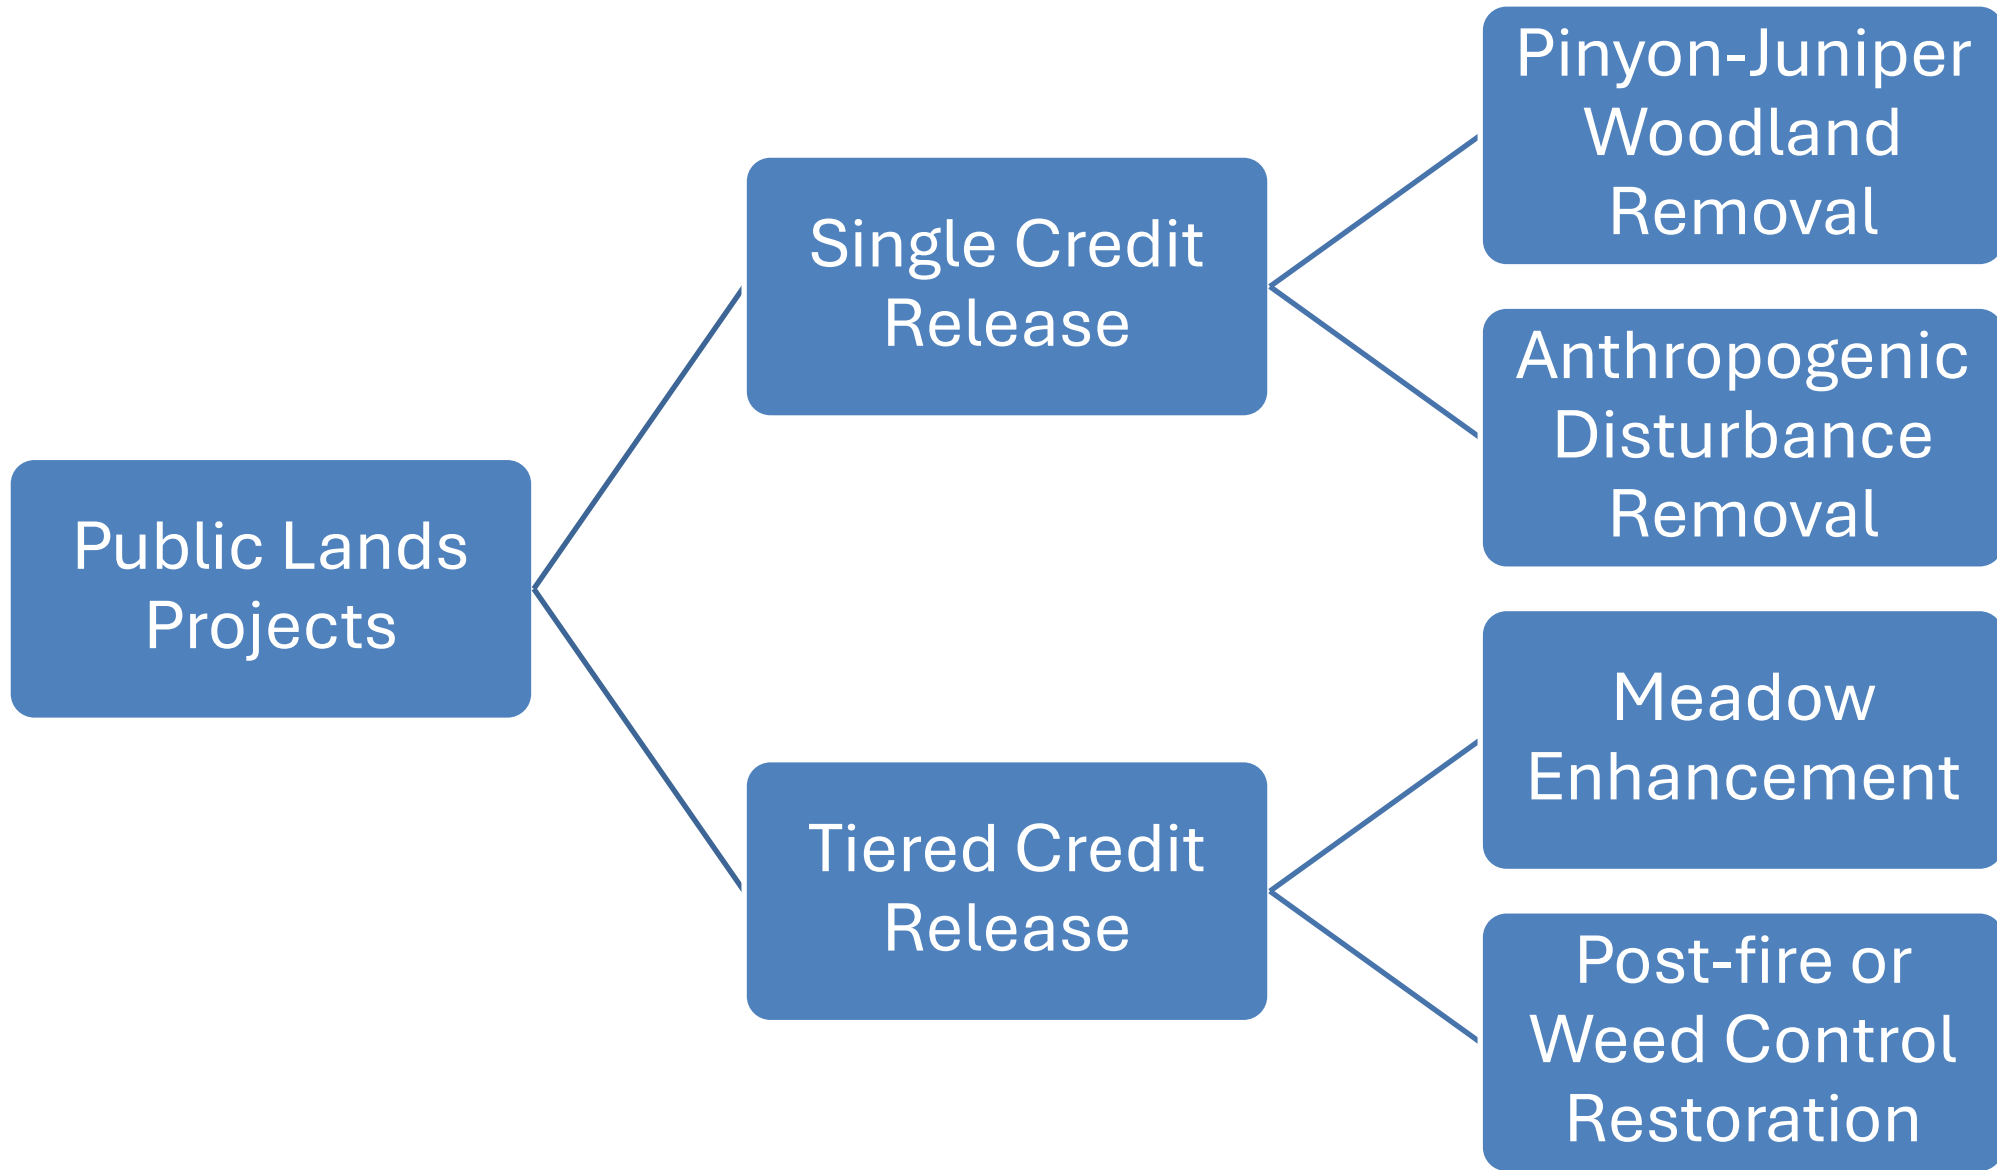 Public Lands
Projects
Single Credit
Release
Pinyon-Juniper
Woodland
Removal
Anthropogenic
Disturbance
Removal
Tiered Credit
Release
Meadow
Enhancement
Post-fire or
Weed Control
Restoration